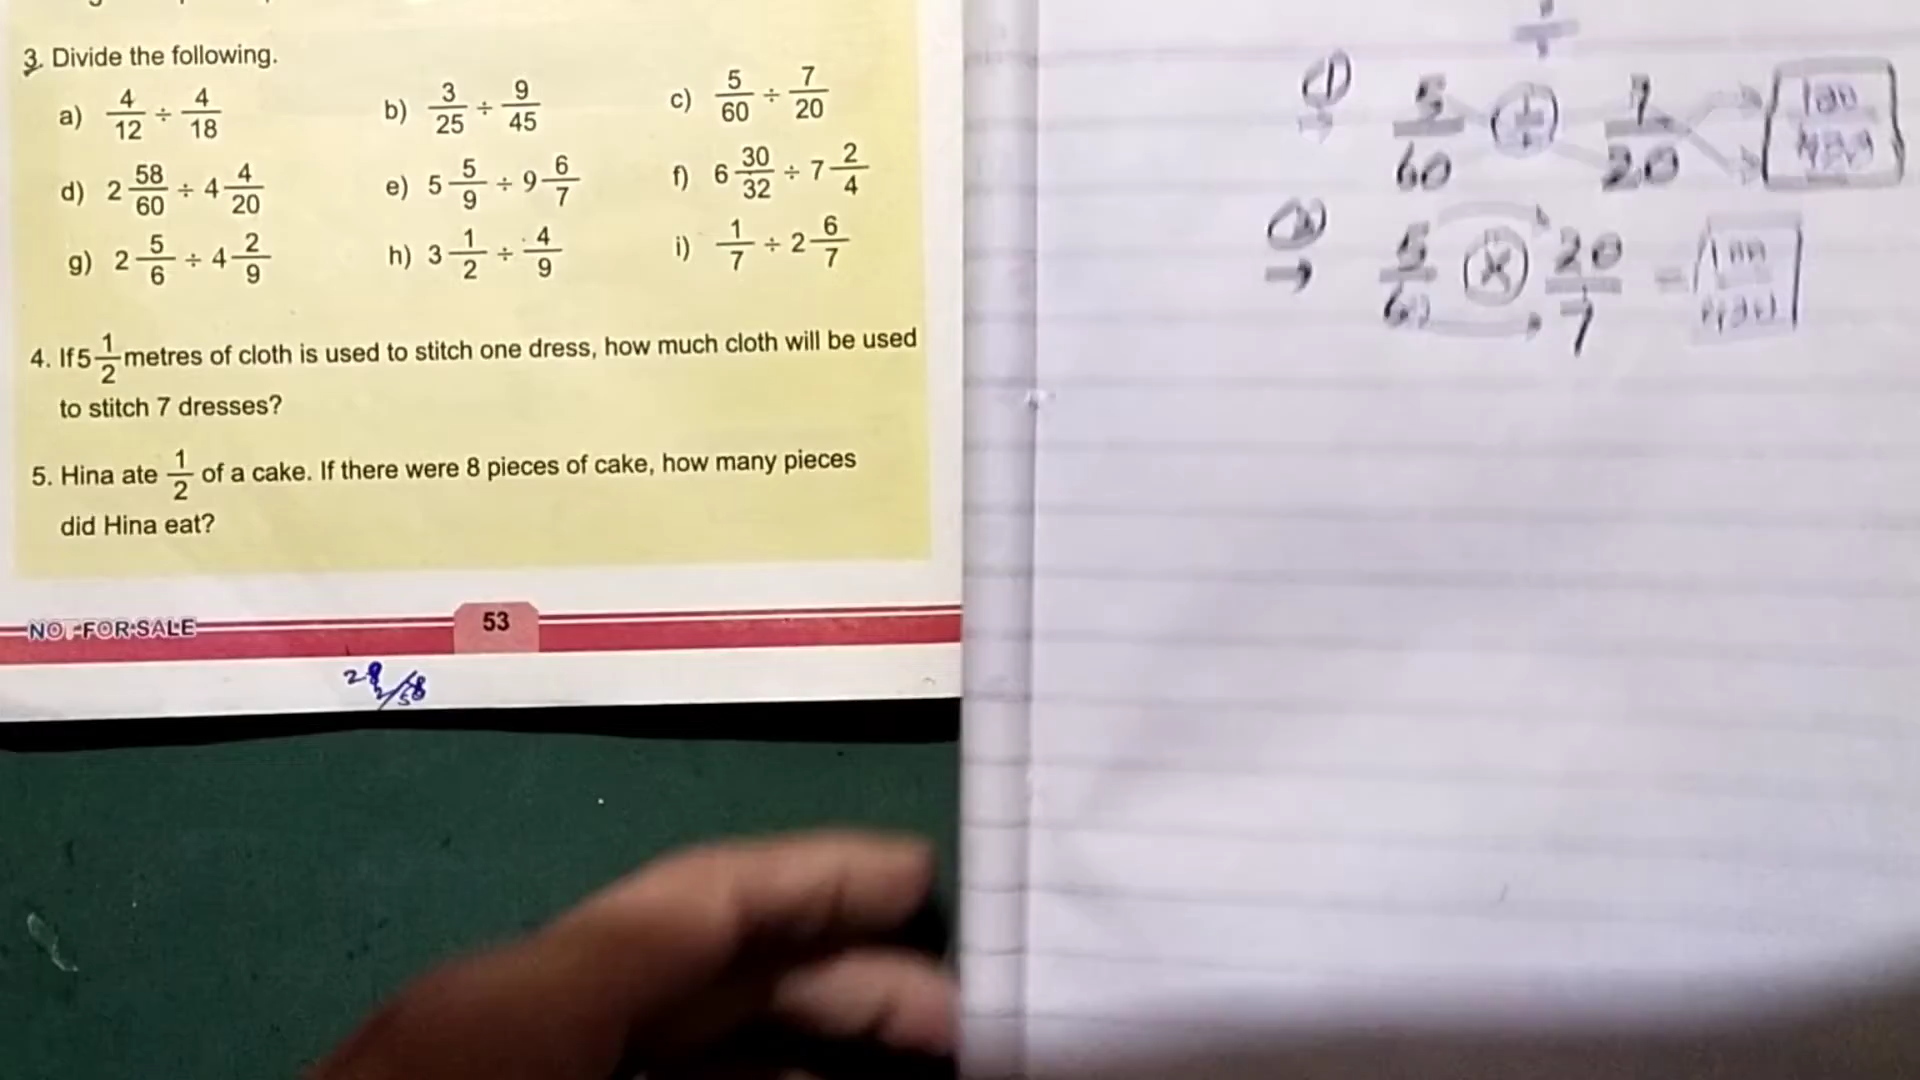 3. Divide the following.
a) 4/12 ÷ 4/18 b) 3/25 ÷ 9/45 c) 5/60 ÷ 7/20
d) 2 58/60 ÷ 4 4/20 e) 5 5/9 ÷ 9 6/7 f) 6 30/32 ÷ 7 2/4
g) 2 5/6 ÷ 4 2/9 h) 3 1/2 ÷ 4/9 i) 1/7 ÷ 2 6/7
4. If 5 1/2 metres of cloth is used to stitch one dress, how much cloth will be used
to stitch 7 dresses?
5. Hina ate 1/2 of a cake. If there were 8 pieces of cake, how many pieces
did Hina eat?
NOT FOR SALE
53
÷
(1) 5/60 ÷ 7/20
5/60 × 20/7 =